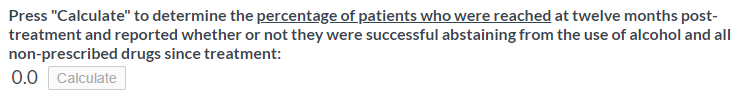 Press "Calculate" to determine the percentage of patients who were reached at twelve months post-
treatment and reported whether or not they were successful abstaining from the use of alcohol and all
non-prescribed drugs since treatment:
0.0 Calculate